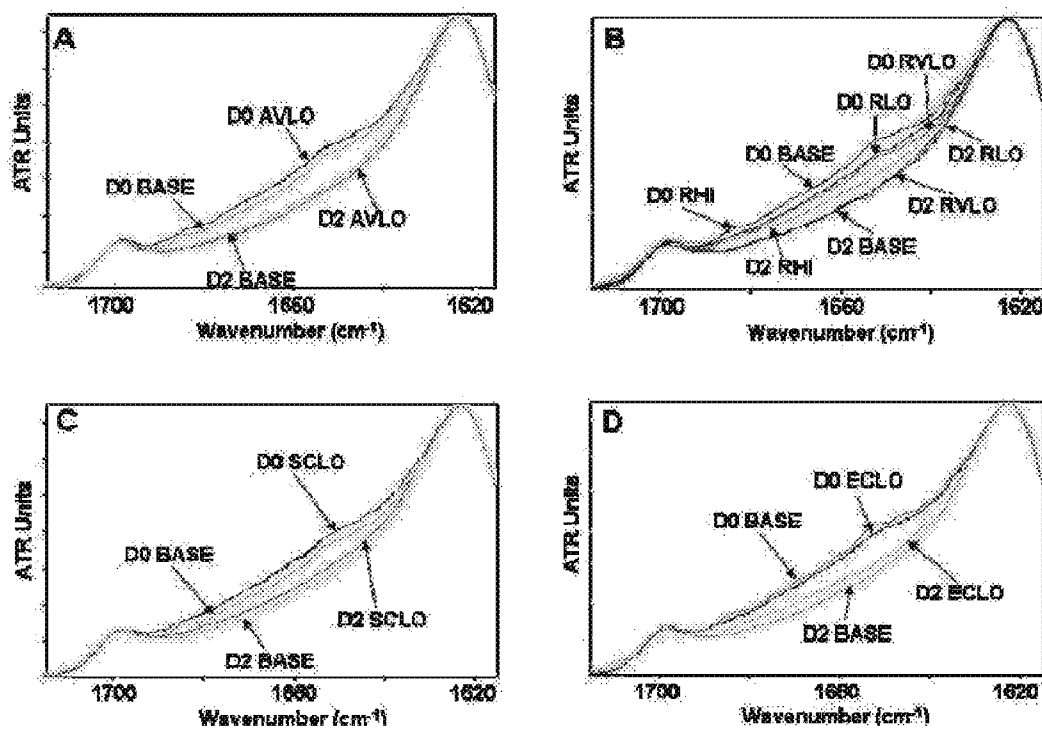 A
ATR Units
D0 AVLO
D0 BASE
D2 AVLO
D2 BASE
1700
1660
1620
Wavenumber (cm-1)
B
ATR Units
D0 RVLO
D0 RLO
D0 BASE
D2 RLO
D0 RHI
D2 RVLO
D2 BASE
D2 RHI
1700
1660
1620
Wavenumber (cm-1)
C
ATR Units
D0 SCLO
D0 BASE
D2 SCLO
D2 BASE
1700
1660
1620
Wavenumber (cm-1)
D
ATR Units
D0 ECLO
D0 BASE
D2 ECLO
D2 BASE
1700
1660
1620
Wavenumber (cm-1)